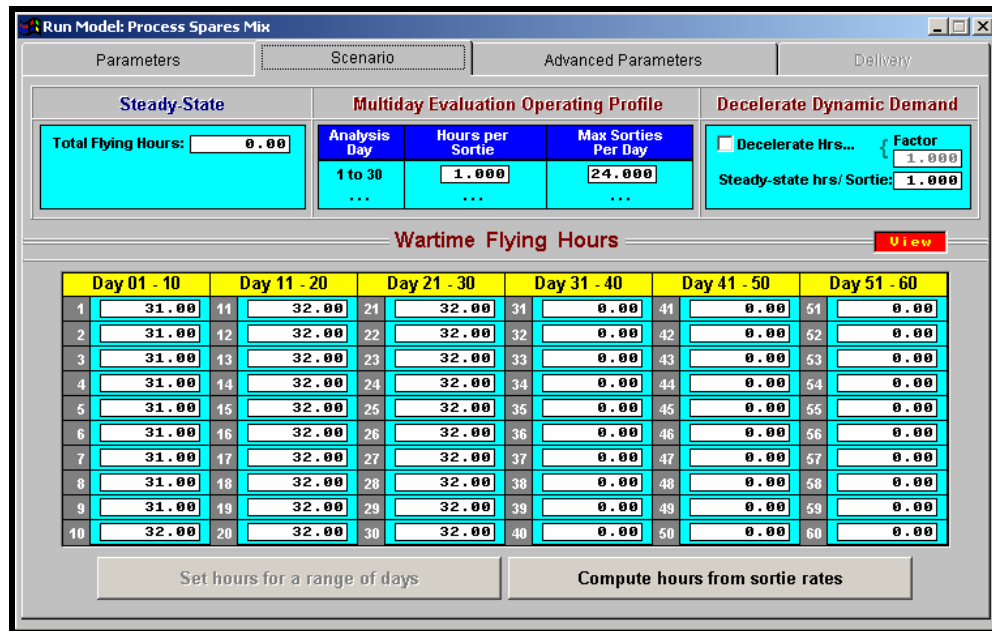 Run Model: Process Spares Mix
Parameters Scenario Advanced Parameters Delivery
Steady-State Multiday Evaluation Operating Profile Decelerate Dynamic Demand
Total Flying Hours: 0.00
Analysis Day Hours per Sortie Max Sorties Per Day
1 to 30 1.000 24.000
... ... ...
Decelerate Hrs... { Factor
1.000
Steady-state hrs/ Sortie: 1.000
Wartime Flying Hours View
Day 01 - 10 Day 11 - 20 Day 21 - 30 Day 31 - 40 Day 41 - 50 Day 51 - 60
1 31.00 11 32.00 21 32.00 31 0.00 41 0.00 51 0.00
2 31.00 12 32.00 22 32.00 32 0.00 42 0.00 52 0.00
3 31.00 13 32.00 23 32.00 33 0.00 43 0.00 53 0.00
4 31.00 14 32.00 24 32.00 34 0.00 44 0.00 54 0.00
5 31.00 15 32.00 25 32.00 35 0.00 45 0.00 55 0.00
6 31.00 16 32.00 26 32.00 36 0.00 46 0.00 56 0.00
7 31.00 17 32.00 27 32.00 37 0.00 47 0.00 57 0.00
8 31.00 18 32.00 28 32.00 38 0.00 48 0.00 58 0.00
9 31.00 19 32.00 29 32.00 39 0.00 49 0.00 59 0.00
10 32.00 20 32.00 30 32.00 40 0.00 50 0.00 60 0.00
Set hours for a range of days Compute hours from sortie rates